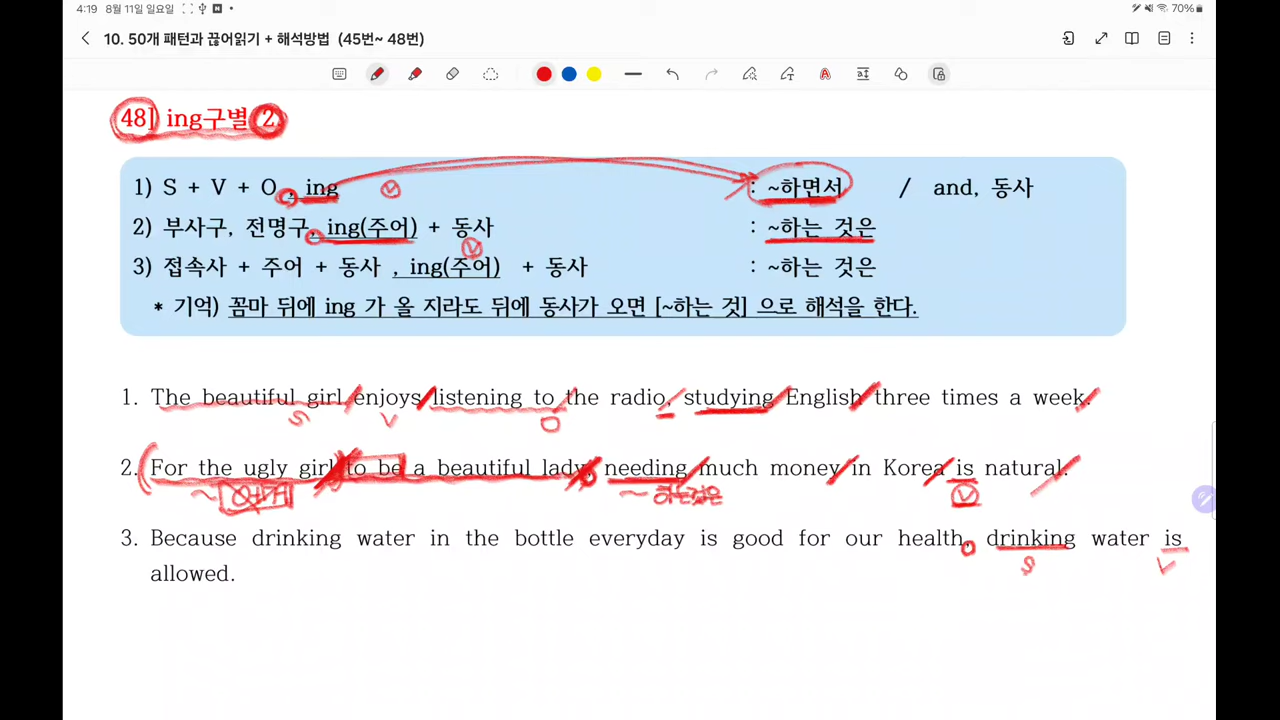 4:19 8월 11일 일요일 70%
10. 50개 패턴과 끊어읽기 + 해석방법 (45번~ 48번)
48] ing구별 2.
1) S + V + O , ing : ~하면서 / and, 동사
V
2) 부사구, 전명구, ing(주어) + 동사 : ~하는 것은
V
3) 접속사 + 주어 + 동사 , ing(주어) + 동사 : ~하는 것은
* 기억) 꼼마 뒤에 ing 가 올 지라도 뒤에 동사가 오면 [~하는 것] 으로 해석을 한다.
1. The beautiful girl enjoys listening to the radio, studying English three times a week.
S V O
2. For the ugly girl to be a beautiful lady, needing much money in Korea is natural.
~하는것은 V
3. Because drinking water in the bottle everyday is good for our health, drinking water is
S V
allowed.